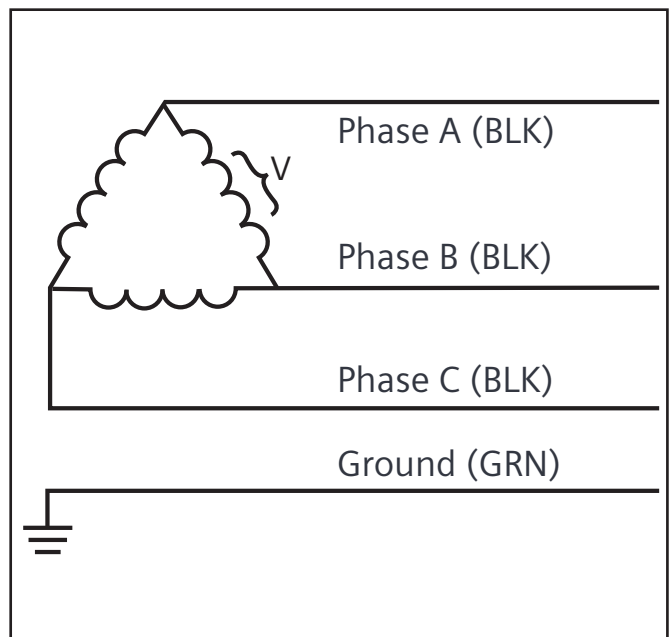 Phase A (BLK)
V
Phase B (BLK)
Phase C (BLK)
Ground (GRN)